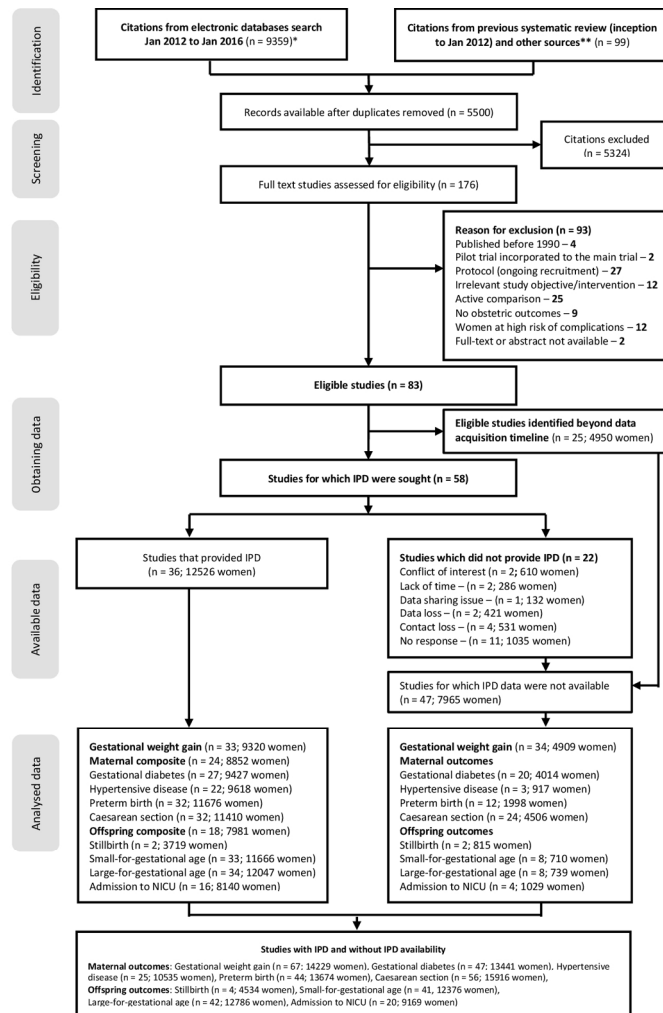 Identification
Citations from electronic databases search
Jan 2012 to Jan 2016 (n = 9359)*
Citations from previous systematic review (inception
to Jan 2012) and other sources** (n = 99)
Records available after duplicates removed (n = 5500)
Screening
Citations excluded
(n = 5324)
Full text studies assessed for eligibility (n = 176)
Eligibility
Reason for exclusion (n = 93)
Published before 1990 – 4
Pilot trial incorporated to the main trial – 2
Protocol (ongoing recruitment) – 27
Irrelevant study objective/intervention – 12
Active comparison – 25
No obstetric outcomes – 9
Women at high risk of complications – 12
Full-text or abstract not available – 2
Eligible studies (n = 83)
Obtaining data
Eligible studies identified beyond data
acquisition timeline (n = 25; 4950 women)
Studies for which IPD were sought (n = 58)
Available data
Studies that provided IPD
(n = 36; 12526 women)
Studies which did not provide IPD (n = 22)
Conflict of interest (n = 2; 610 women)
Lack of time – (n = 2; 286 women)
Data sharing issue – (n = 1; 132 women)
Data loss – (n = 2; 421 women)
Contact loss – (n = 4; 531 women)
No response – (n = 11; 1035 women)
Studies for which IPD data were not available
(n = 47; 7965 women)
Analysed data
Gestational weight gain (n = 33; 9320 women)
Maternal composite (n = 24; 8852 women)
Gestational diabetes (n = 27; 9427 women)
Hypertensive disease (n = 22; 9618 women)
Preterm birth (n = 32; 11676 women)
Caesarean section (n = 32; 11410 women)
Offspring composite (n = 18; 7981 women)
Stillbirth (n = 2; 3719 women)
Small-for-gestational age (n = 33; 11666 women)
Large-for-gestational age (n = 34; 12047 women)
Admission to NICU (n = 16; 8140 women)
Gestational weight gain (n = 34; 4909 women)
Maternal outcomes
Gestational diabetes (n = 20; 4014 women)
Hypertensive disease (n = 3; 917 women)
Preterm birth (n = 12; 1998 women)
Caesarean section (n = 24; 4506 women)
Offspring outcomes
Stillbirth (n = 2; 815 women)
Small-for-gestational age (n = 8; 710 women)
Large-for-gestational age (n = 8; 739 women)
Admission to NICU (n = 4; 1029 women)
Studies with IPD and without IPD availability
Maternal outcomes: Gestational weight gain (n = 67; 14229 women), Gestational diabetes (n = 47; 13441 women), Hypertensive
disease (n = 25; 10535 women), Preterm birth (n = 44; 13674 women), Caesarean section (n = 56; 15916 women),
Offspring outcomes: Stillbirth (n = 4; 4534 women), Small-for-gestational age (n = 41, 12376 women),
Large-for-gestational age (n = 42; 12786 women), Admission to NICU (n = 20; 9169 women)